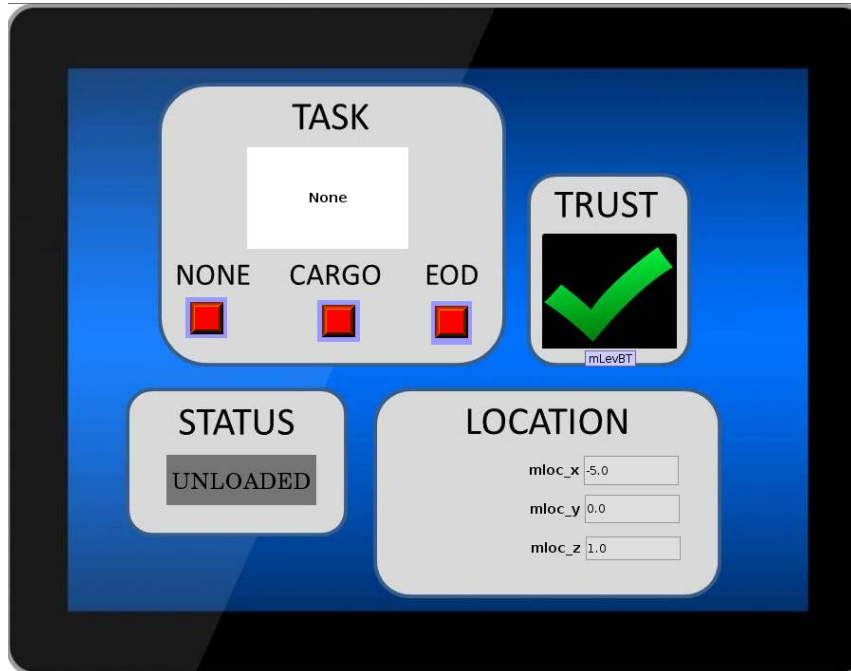 TASK
None
NONE CARGO EOD
TRUST
mLevBT
STATUS
UNLOADED
LOCATION
mloc_x -5.0
mloc_y 0.0
mloc_z 1.0